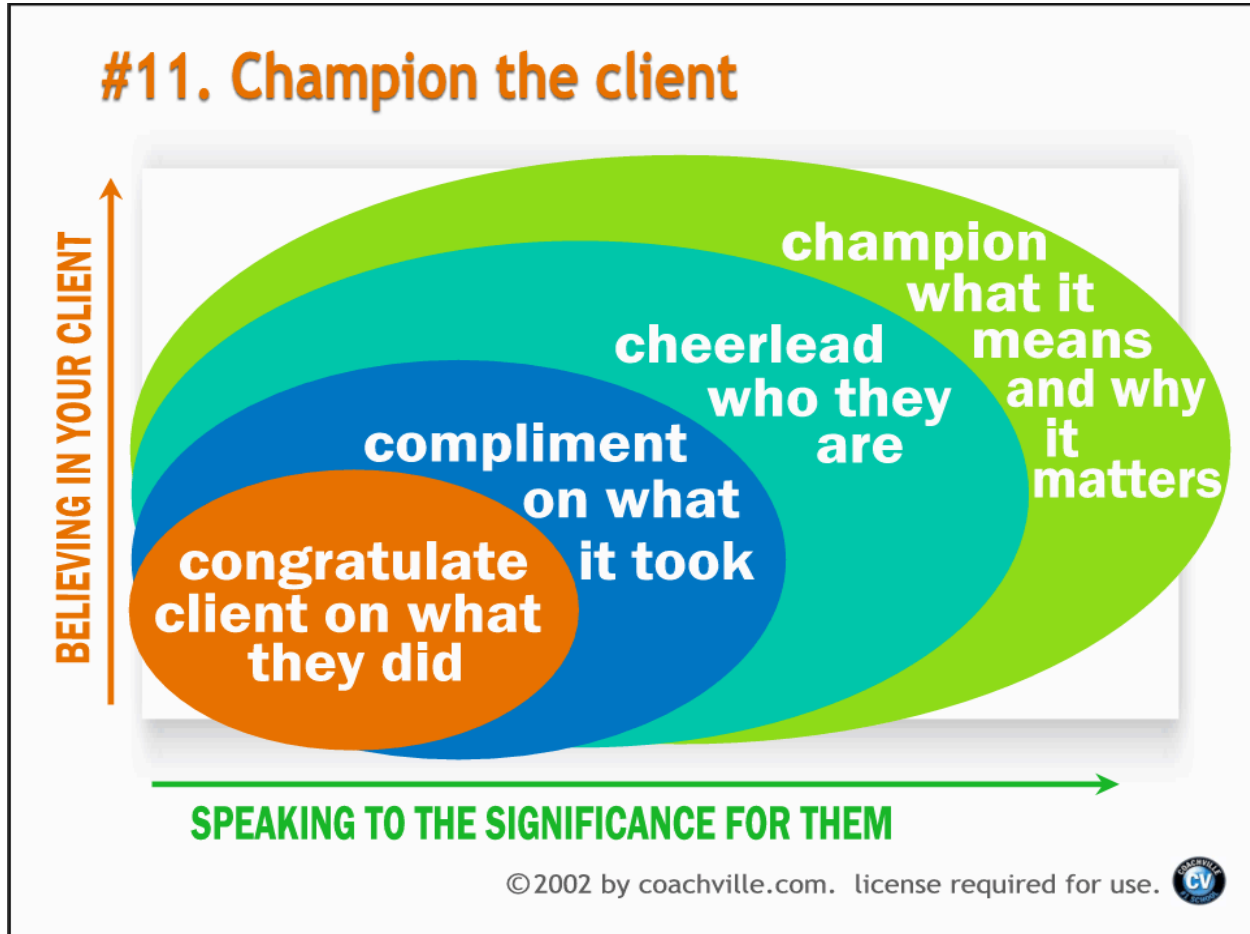 #11. Champion the client
BELIEVING IN YOUR CLIENT
champion
what it
means
and why
it
matters
cheerlead
who they
are
compliment
on what
it took
congratulate
client on what
they did
SPEAKING TO THE SIGNIFICANCE FOR THEM
©2002 by coachville.com. license required for use.
COACHVILLE
CV